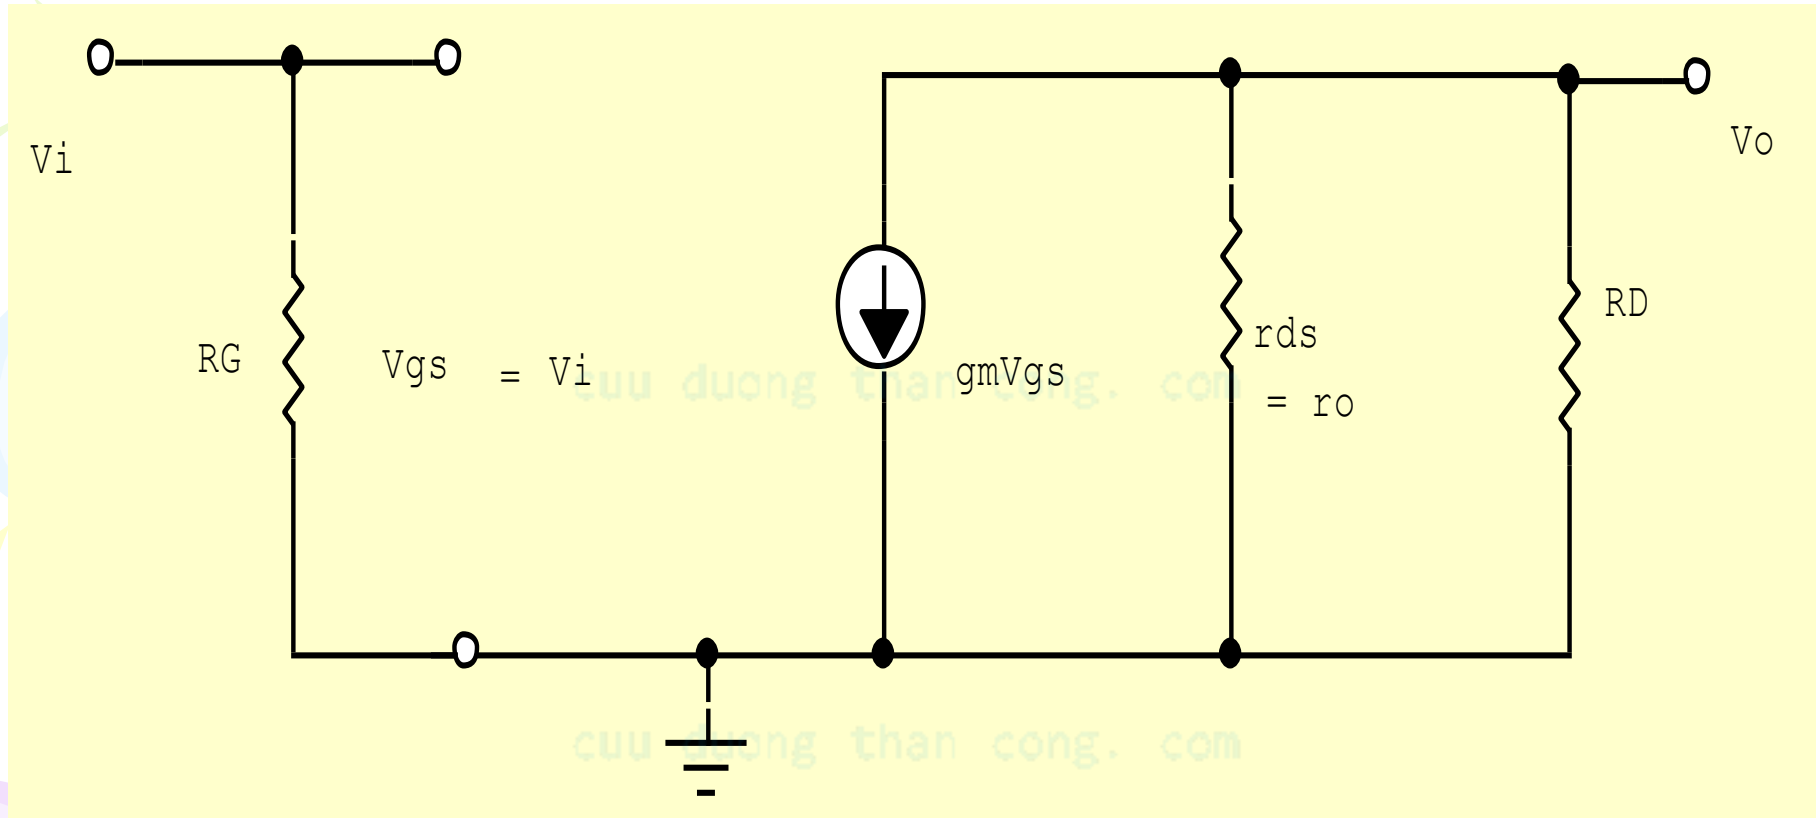 Vi
Vo
RG
Vgs = Vi
gmVgs
rds
= ro
RD
cuu duong than cong. com
cuu duong than cong. com